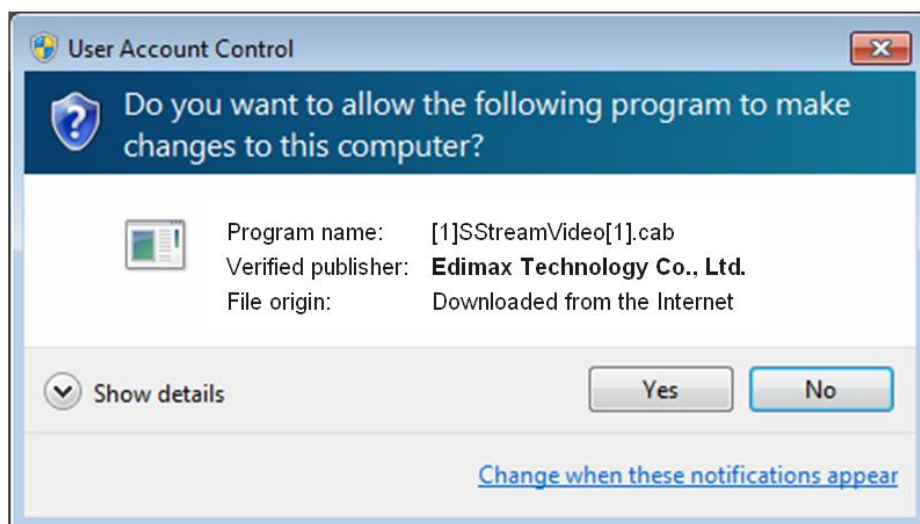 User Account Control
Do you want to allow the following program to make
changes to this computer?
Program name: [1]SStreamVideo[1].cab
Verified publisher: Edimax Technology Co., Ltd.
File origin: Downloaded from the Internet
Show details
Yes
No
Change when these notifications appear